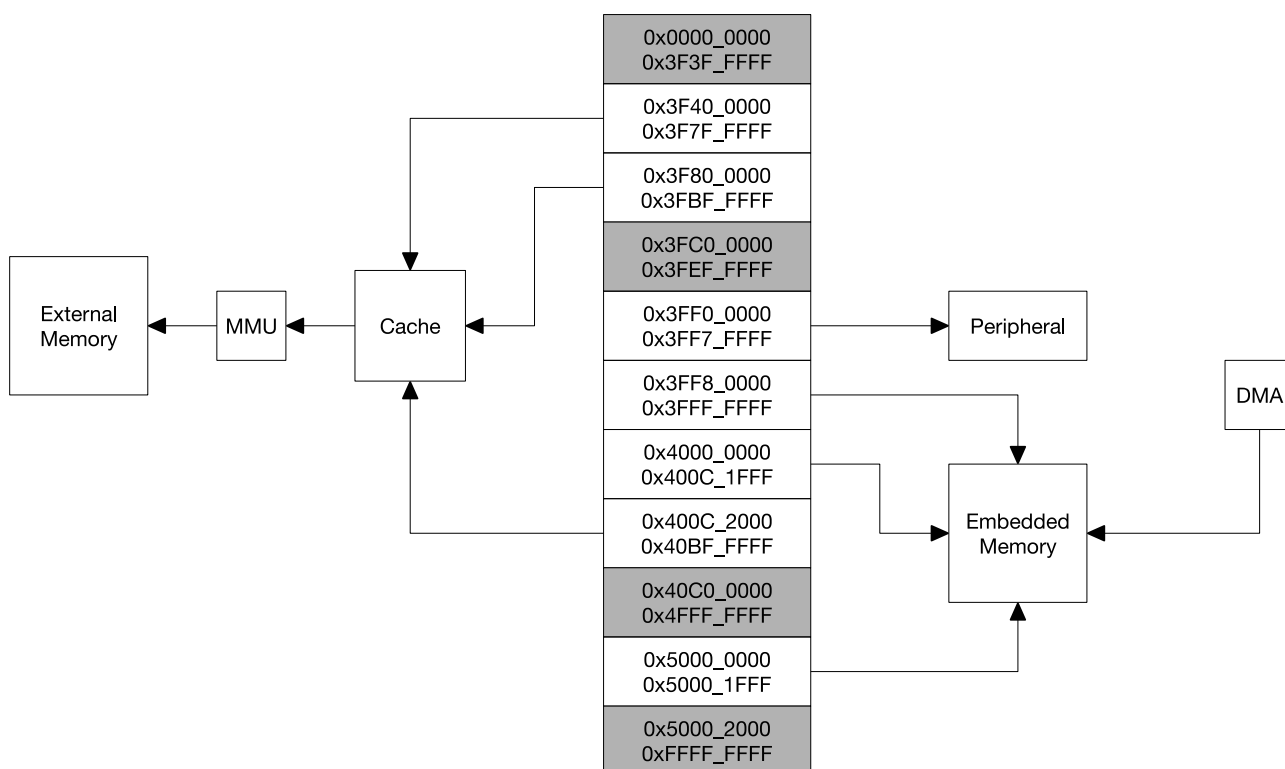 0x0000_0000
0x3F3F_FFFF
0x3F40_0000
0x3F7F_FFFF
0x3F80_0000
0x3FBF_FFFF
0x3FC0_0000
0x3FEF_FFFF
0x3FF0_0000
0x3FF7_FFFF
0x3FF8_0000
0x3FFF_FFFF
0x4000_0000
0x400C_1FFF
0x400C_2000
0x40BF_FFFF
0x40C0_0000
0x4FFF_FFFF
0x5000_0000
0x5000_1FFF
0x5000_2000
0xFFFF_FFFF
External
Memory
MMU
Cache
Peripheral
DMA
Embedded
Memory